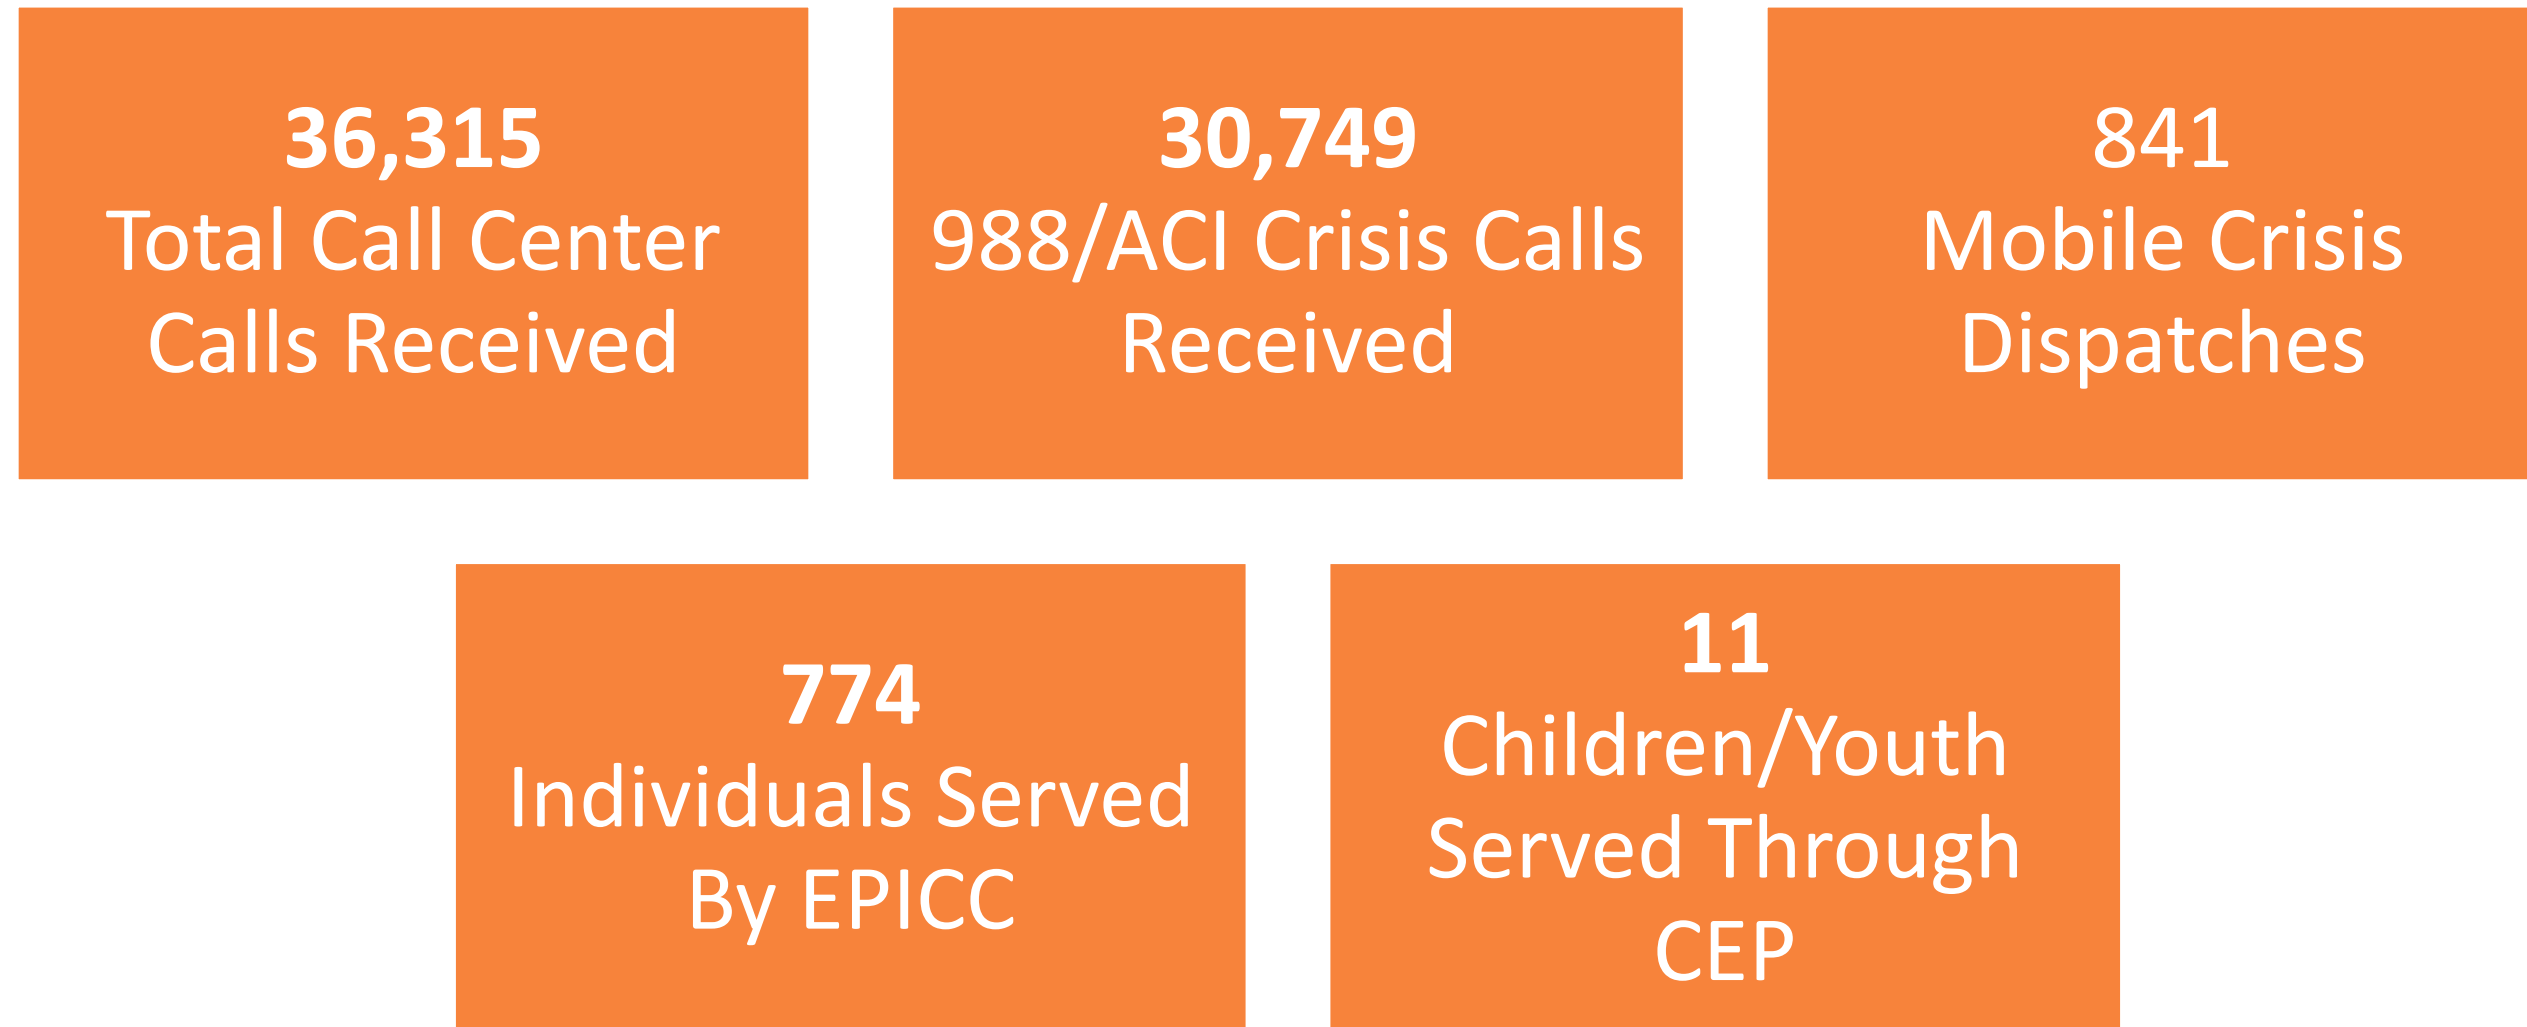 36,315
Total Call Center
Calls Received
30,749
988/ACI Crisis Calls
Received
841
Mobile Crisis
Dispatches
774
Individuals Served
By EPICC
11
Children/Youth
Served Through
CEP